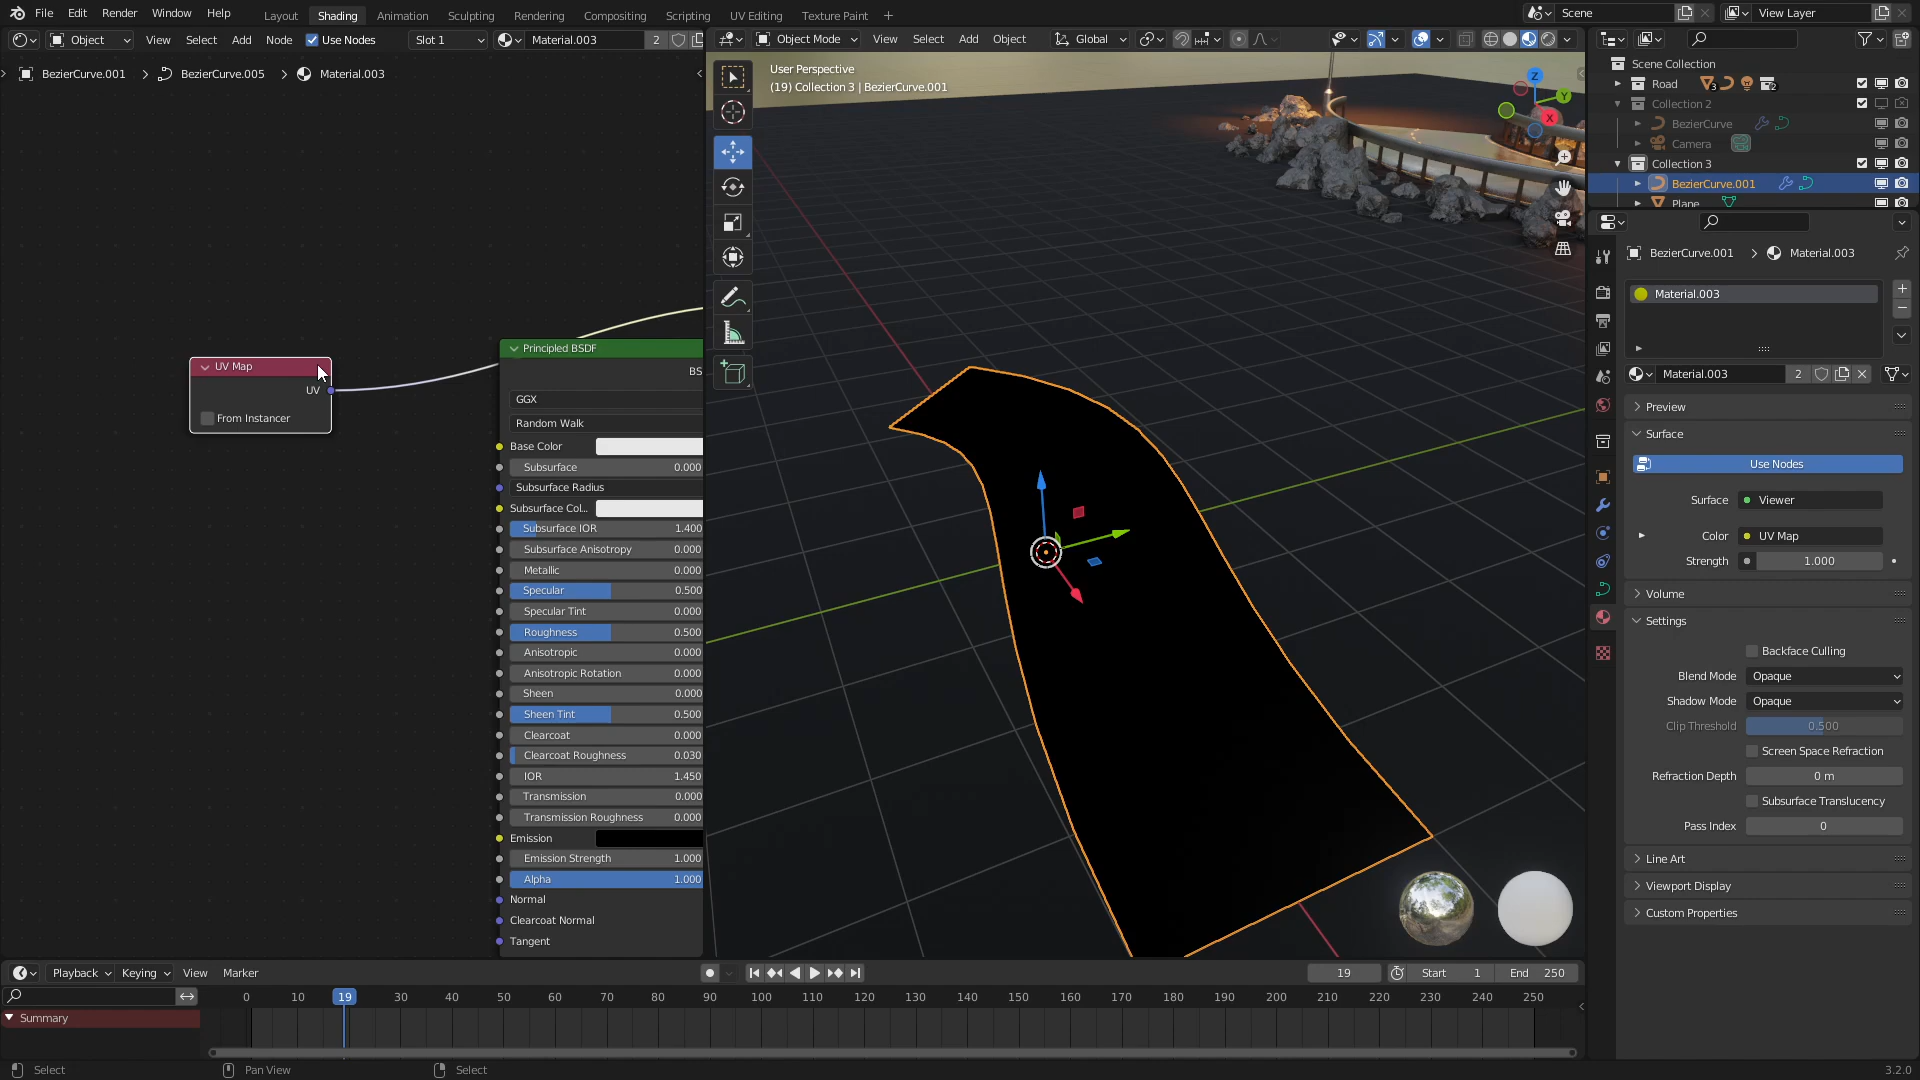 File Edit Render Window Help Layout Shading Animation Sculpting Rendering Compositing Scripting UV Editing Texture Paint + Scene View Layer
Object View Select Add Node Use Nodes Slot 1 Material.003 2
Object Mode View Select Add Object Global
BezierCurve.001 > BezierCurve.005 > Material.003
User Perspective
(19) Collection 3 | BezierCurve.001
Z
Y
X
Scene Collection
Road 3 2
Collection 2
BezierCurve
Camera
Collection 3
BezierCurve.001
Plane
UV Map
UV
From Instancer
Principled BSDF
BS
GGX
Random Walk
Base Color
Subsurface 0.000
Subsurface Radius
Subsurface Col...
Subsurface IOR 1.400
Subsurface Anisotropy 0.000
Metallic 0.000
Specular 0.500
Specular Tint 0.000
Roughness 0.500
Anisotropic 0.000
Anisotropic Rotation 0.000
Sheen 0.000
Sheen Tint 0.500
Clearcoat 0.000
Clearcoat Roughness 0.030
IOR 1.450
Transmission 0.000
Transmission Roughness 0.000
Emission
Emission Strength 1.000
Alpha 1.000
Normal
Clearcoat Normal
Tangent
BezierCurve.001 > Material.003
Material.003
Material.003 2
Preview
Surface
Use Nodes
Surface Viewer
Color UV Map
Strength 1.000
Volume
Settings
Backface Culling
Blend Mode Opaque
Shadow Mode Opaque
Clip Threshold 0.500
Screen Space Refraction
Refraction Depth 0 m
Subsurface Translucency
Pass Index 0
Line Art
Viewport Display
Custom Properties
Playback Keying View Marker 19 Start 1 End 250
0 10 19 30 40 50 60 70 80 90 100 110 120 130 140 150 160 170 180 190 200 210 220 230 240 250
Summary
Select Pan View Select 3.2.0